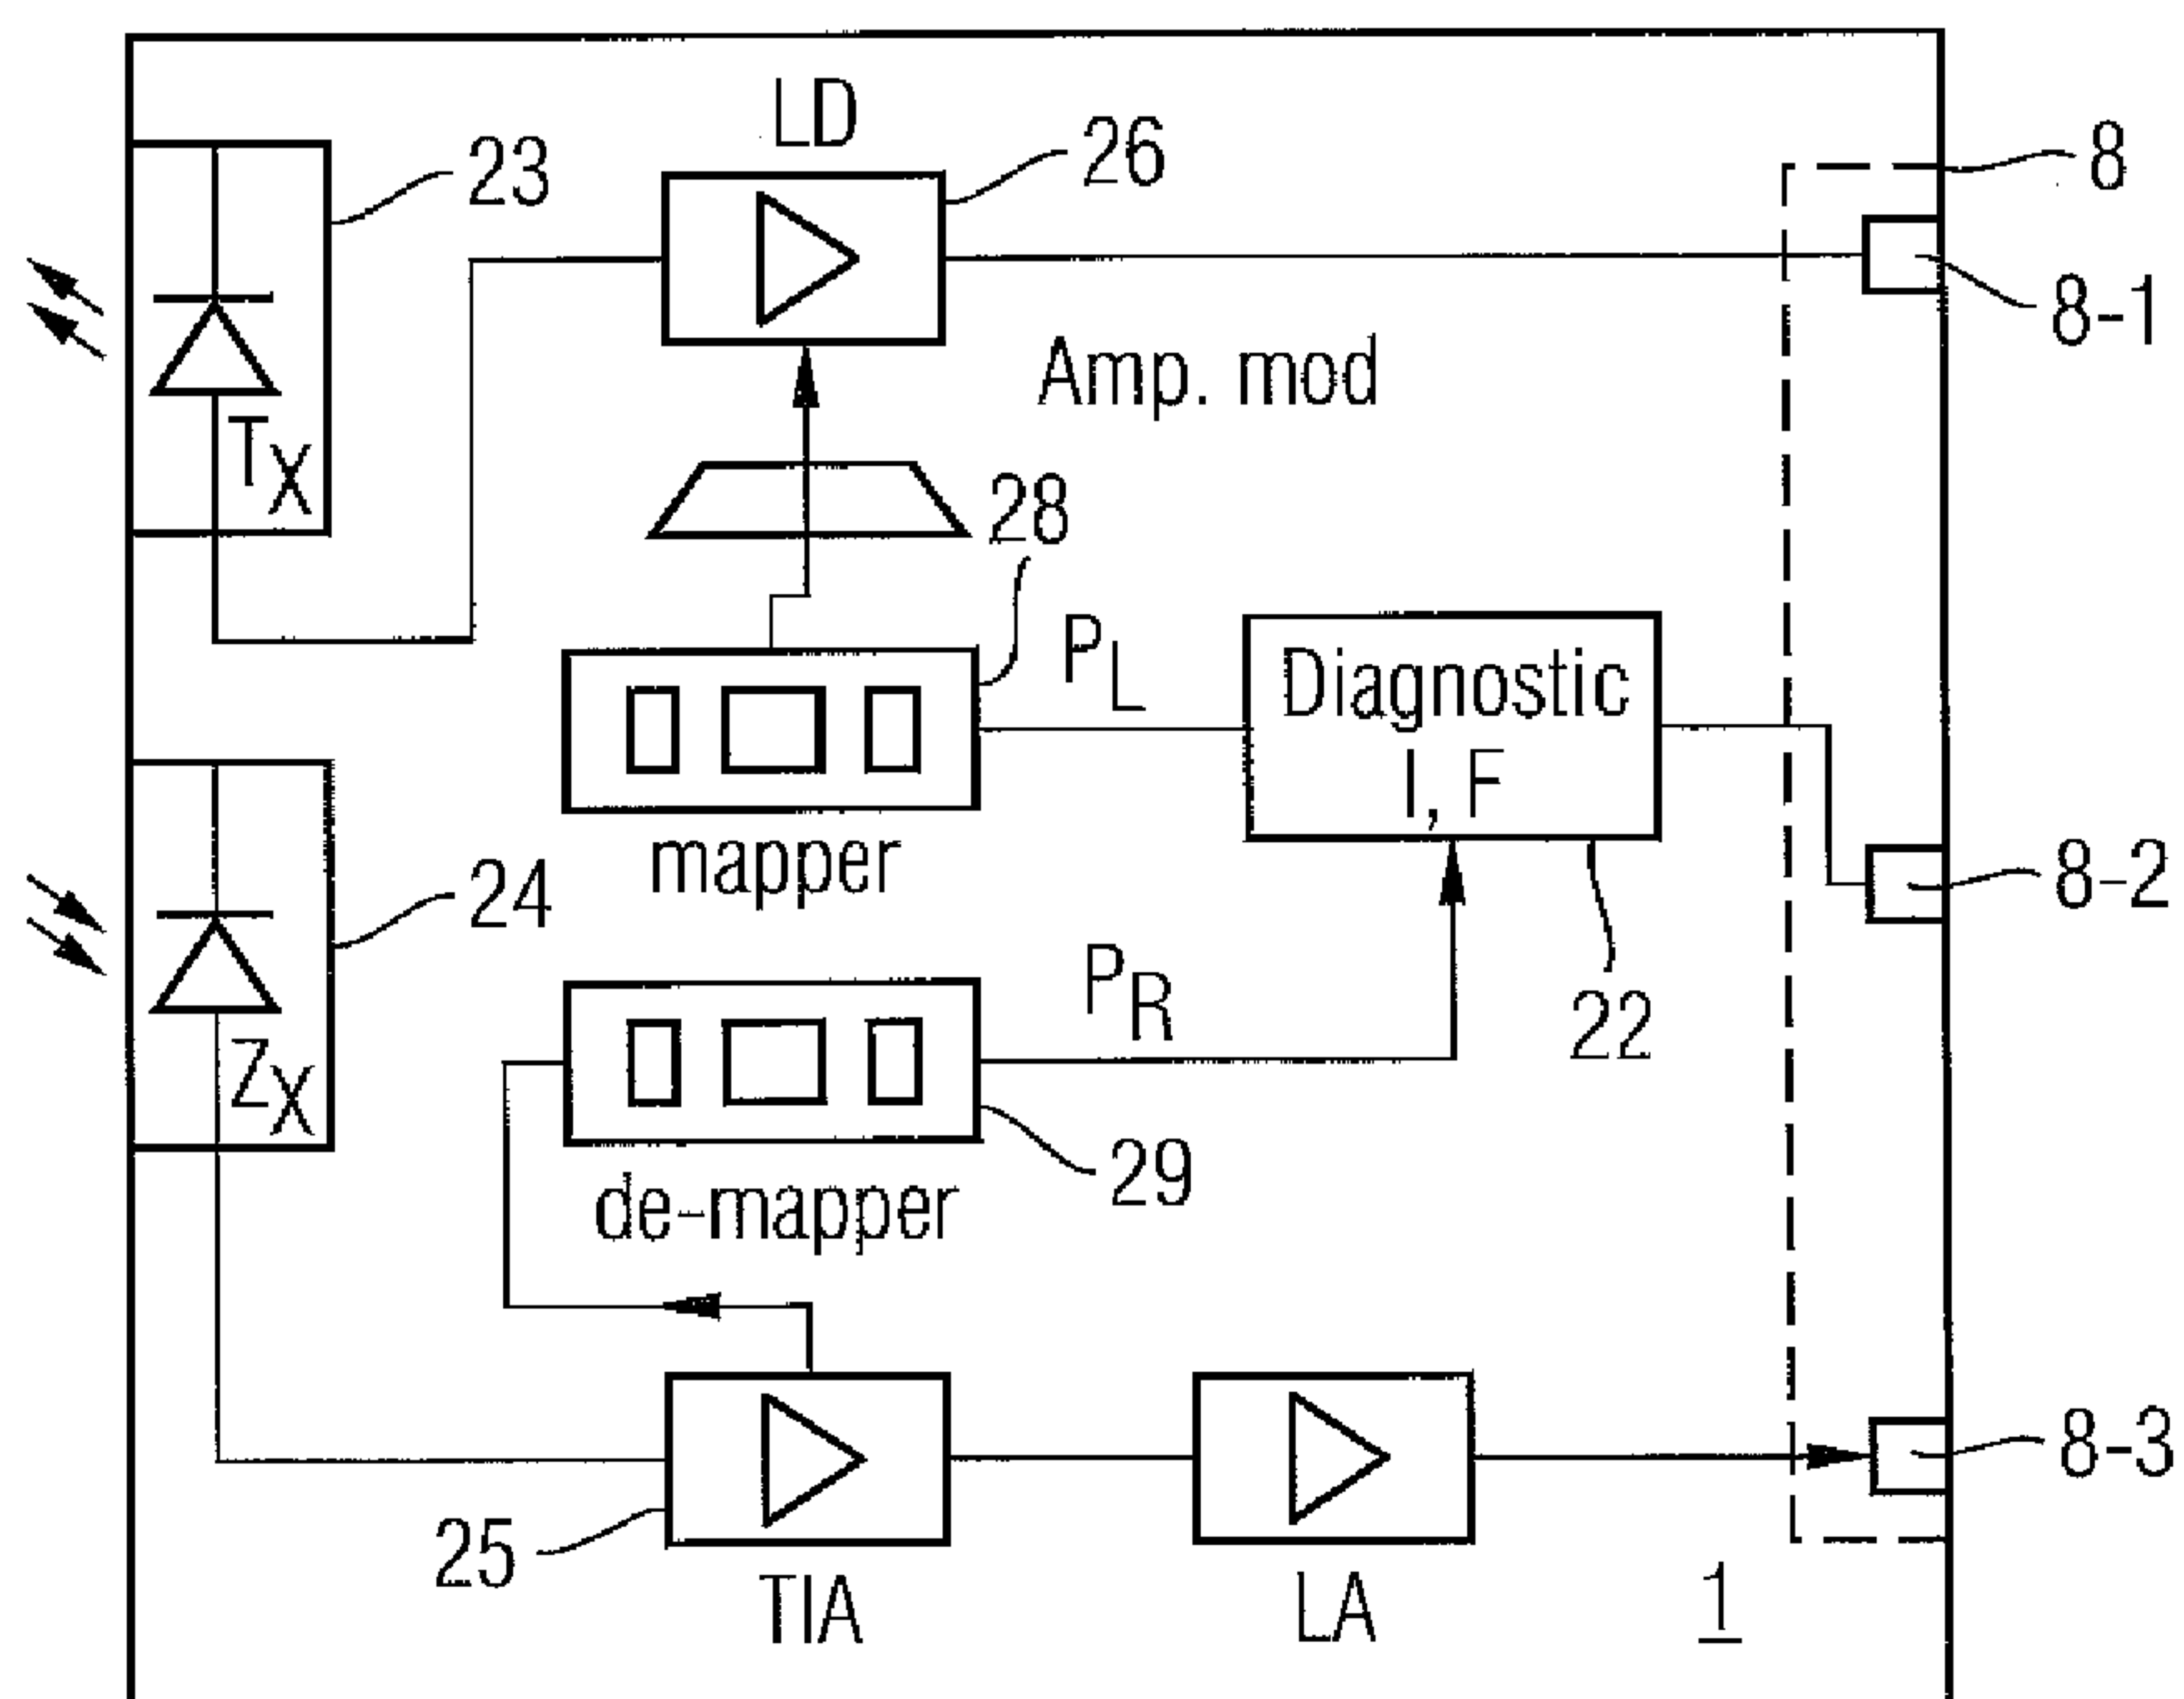 LD
26
8
23
8-1
Amp. mod
TX
28
PL
Diagnostic
I, F
mapper
8-2
24
PR
22
ZX
29
de-mapper
8-3
25
TIA
LA
1